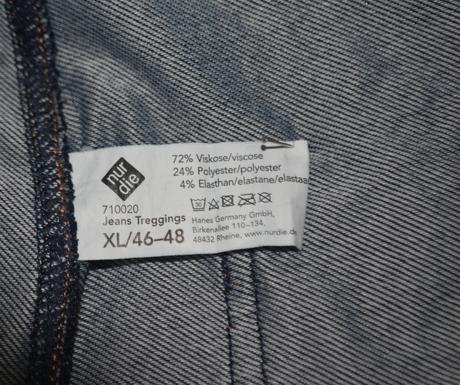 nur
die
72% Viskose/viscose
24% Polyester/polyester
4% Elasthan/elastane/elastaa
710020
Jeans Treggings
XL/46–48
Hanes Germany GmbH,
Birkenallee 110–134,
48432 Rheine, www.nurdie.de